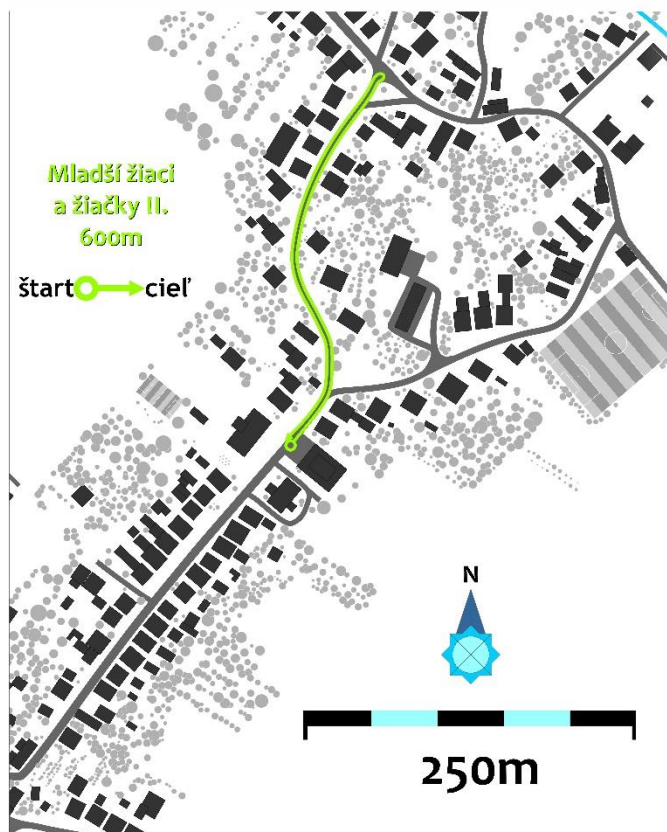 Mladší žiaci
a žiačky II.
600m
štart cieľ
N
250m